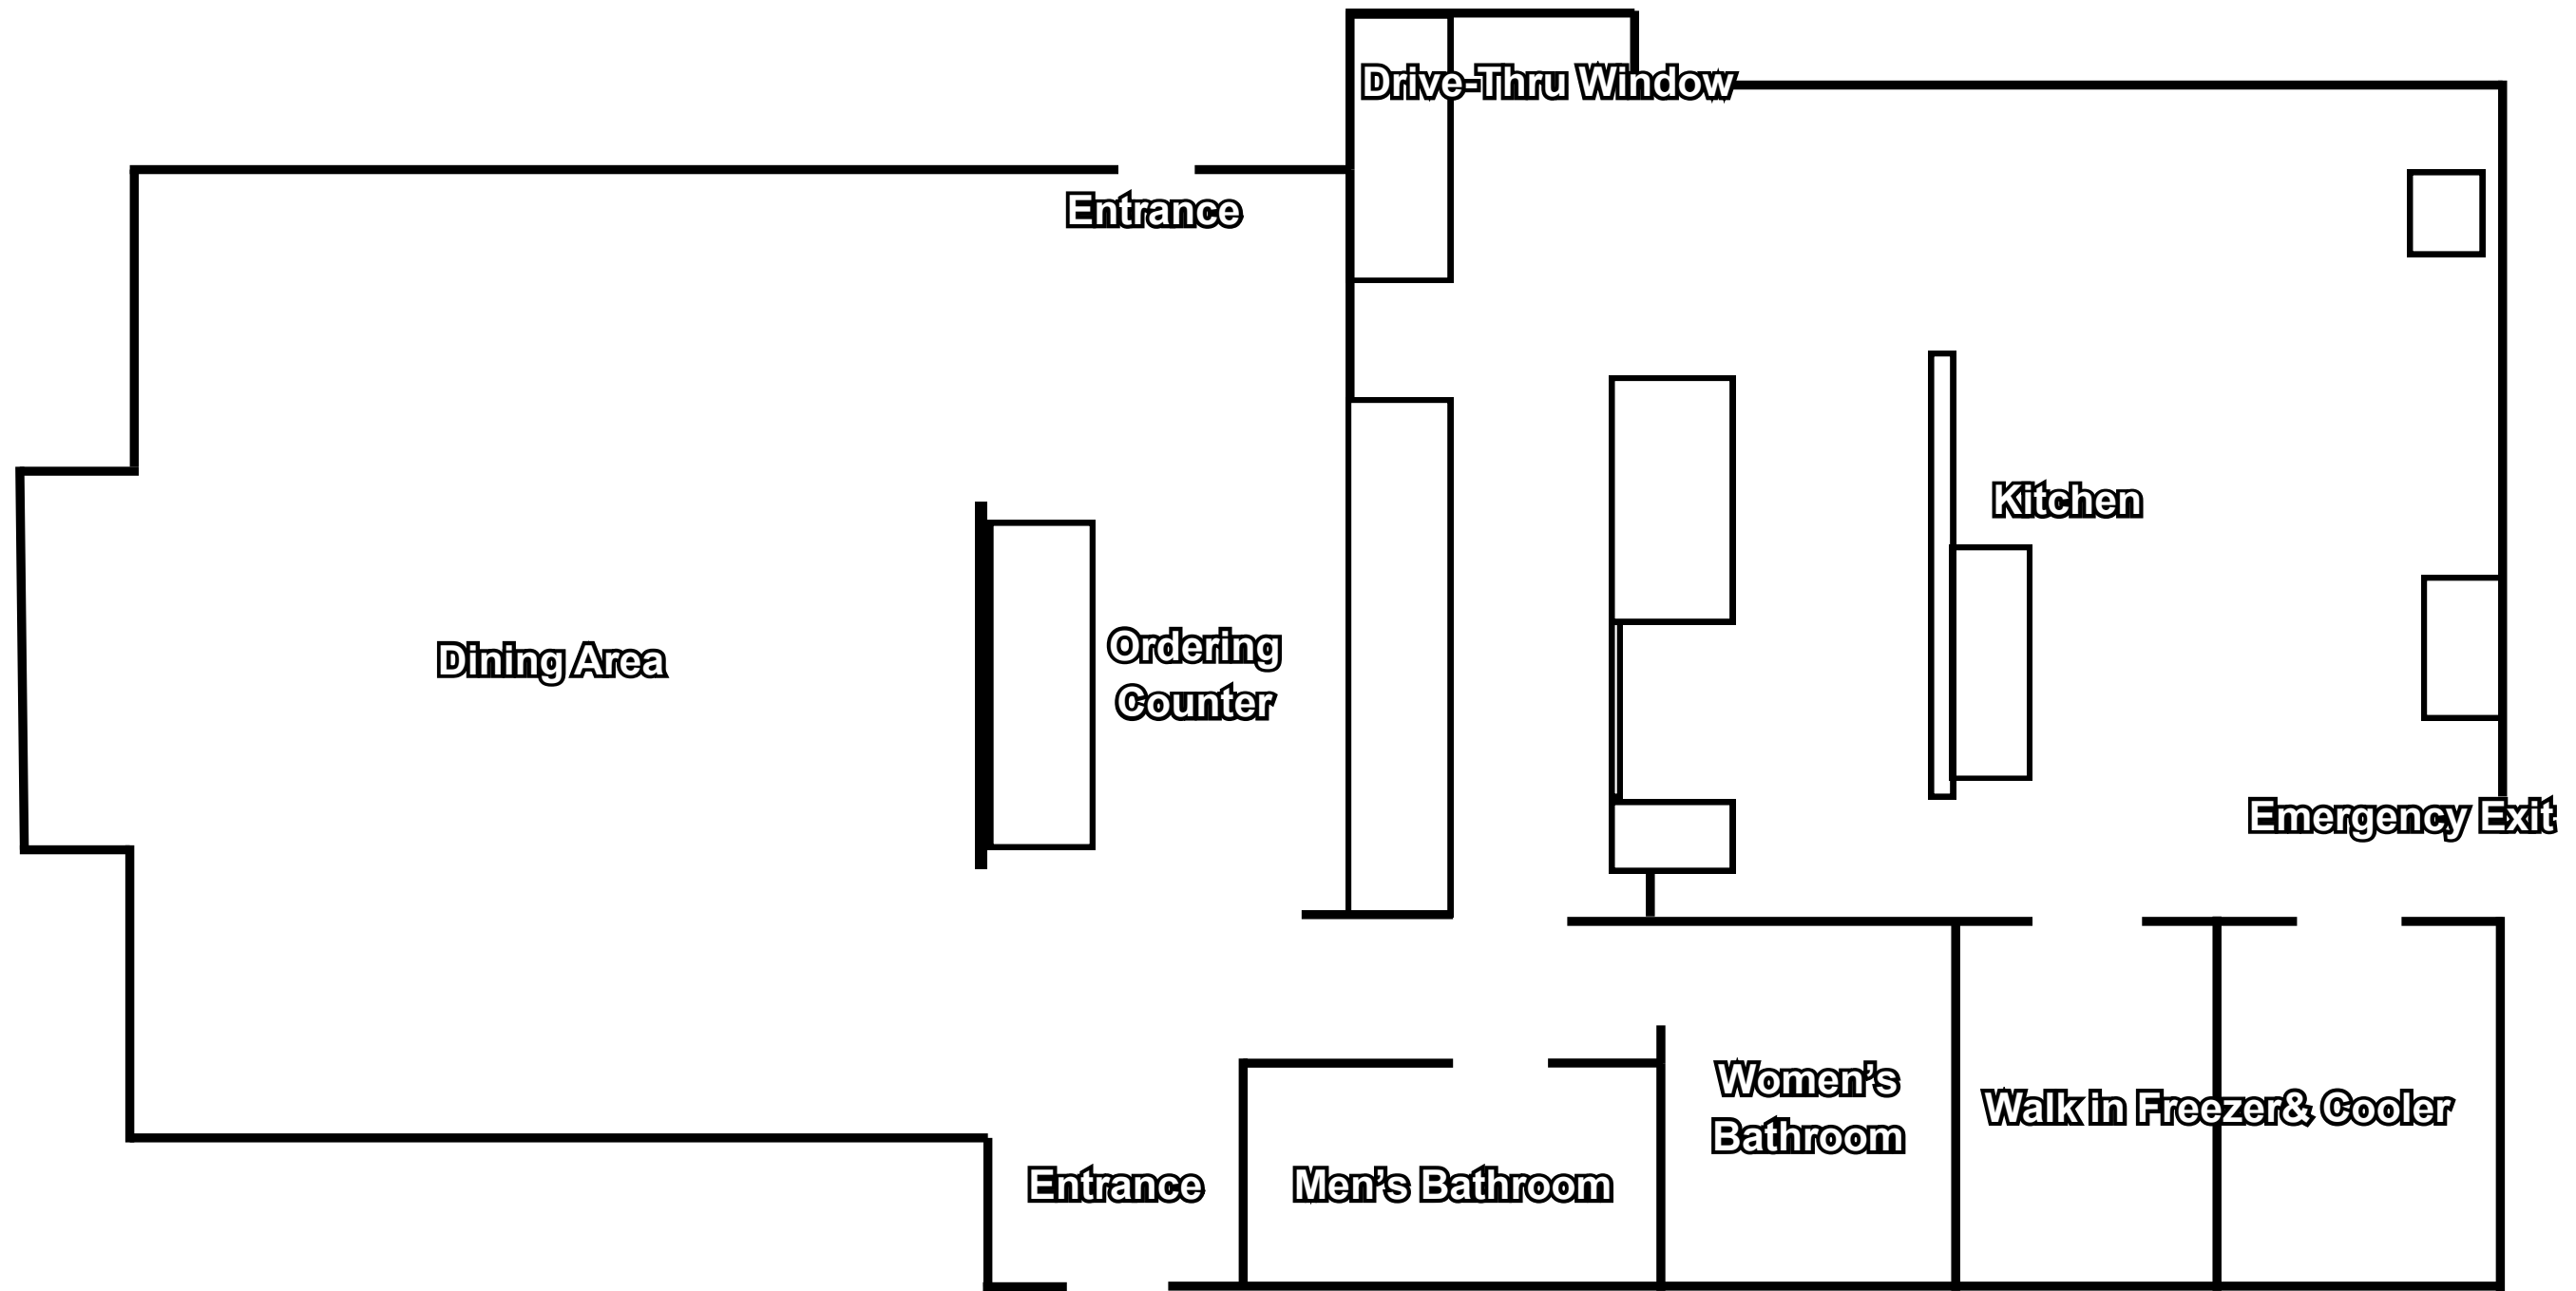 Drive-Thru Window
Entrance
Kitchen
Dining Area
Ordering
Counter
Emergency Exit
Women’s
Bathroom
Walk in Freezer& Cooler
Entrance
Men’s Bathroom